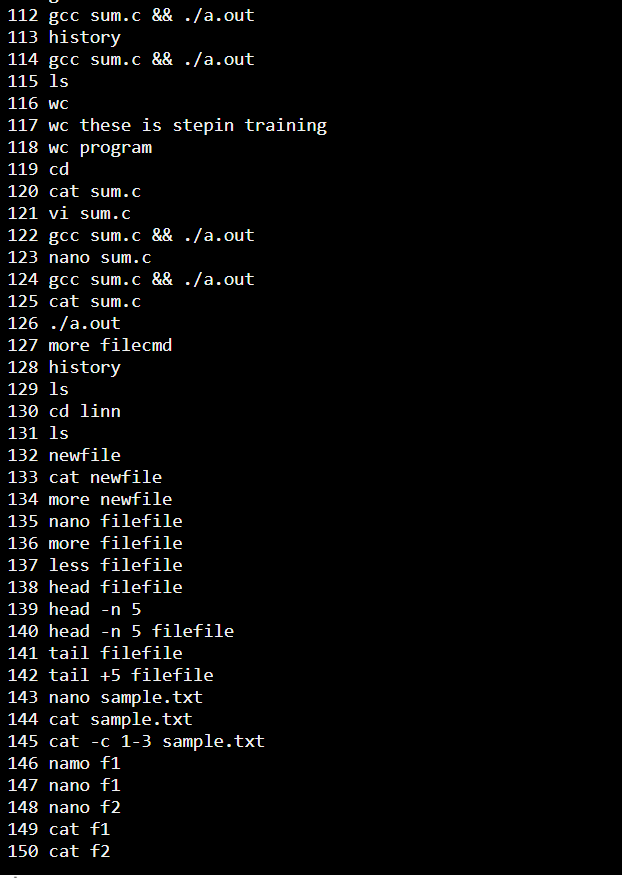 112 gcc sum.c && ./a.out
113 history
114 gcc sum.c && ./a.out
115 ls
116 wc
117 wc these is stepin training
118 wc program
119 cd
120 cat sum.c
121 vi sum.c
122 gcc sum.c && ./a.out
123 nano sum.c
124 gcc sum.c && ./a.out
125 cat sum.c
126 ./a.out
127 more filecmd
128 history
129 ls
130 cd linn
131 ls
132 newfile
133 cat newfile
134 more newfile
135 nano filefile
136 more filefile
137 less filefile
138 head filefile
139 head -n 5
140 head -n 5 filefile
141 tail filefile
142 tail +5 filefile
143 nano sample.txt
144 cat sample.txt
145 cat -c 1-3 sample.txt
146 namo f1
147 nano f1
148 nano f2
149 cat f1
150 cat f2